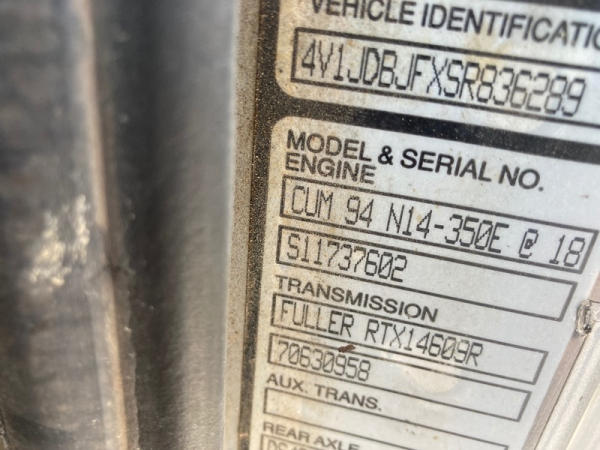 VEHICLE IDENTIFICATIO
4V1JDBJFXSR836289
MODEL & SERIAL NO.
ENGINE
CUM 94 N14-350E @ 18
S11737602
TRANSMISSION
FULLER RTX14609R
70630958
AUX. TRANS.
REAR AXLE